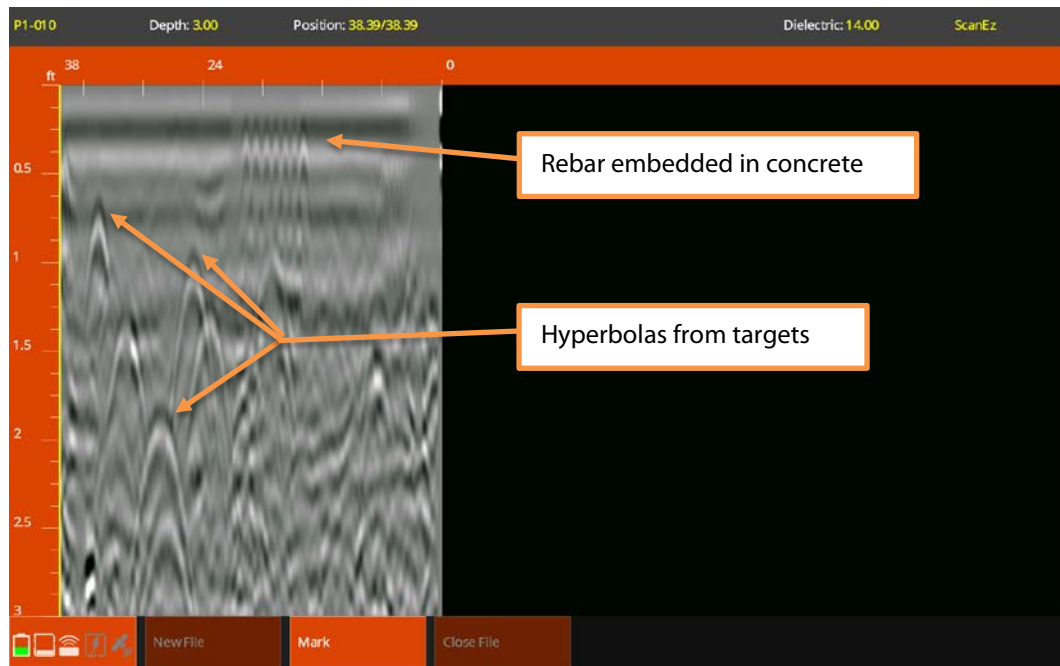 P1-010 Depth: 3.00 Position: 38.39/38.39 Dielectric: 14.00 ScanEz
ft 38 24 0
0.5
1
1.5
2
2.5
3
Rebar embedded in concrete
Hyperbolas from targets
New File Mark Close File